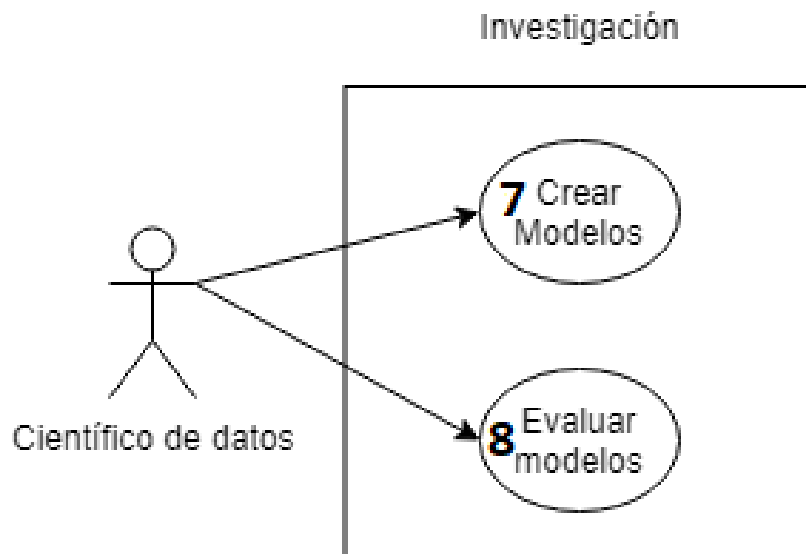 Investigación
7 Crear
Modelos
Científico de datos
8 Evaluar
modelos